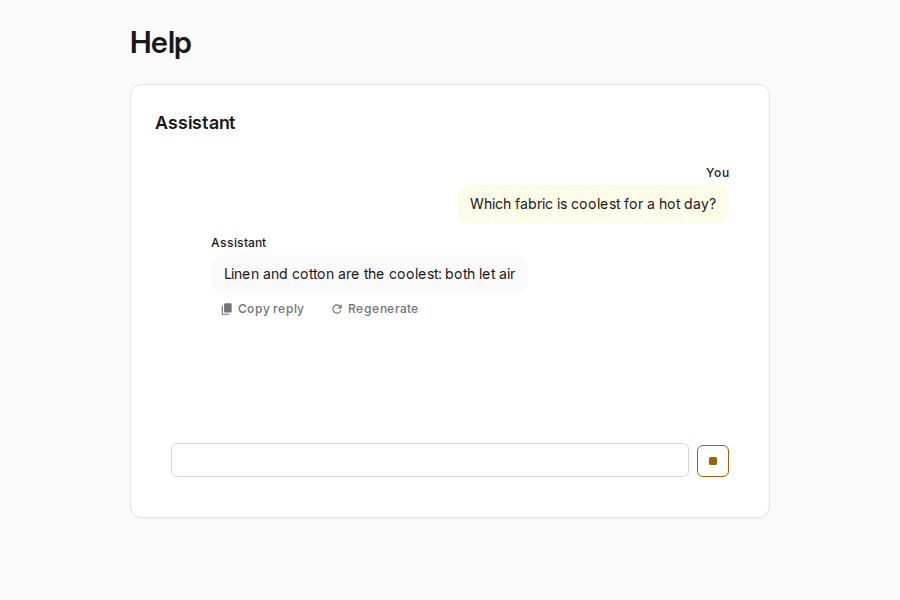 Help
Assistant
You
Which fabric is coolest for a hot day?
Assistant
Linen and cotton are the coolest: both let air
Copy reply
Regenerate